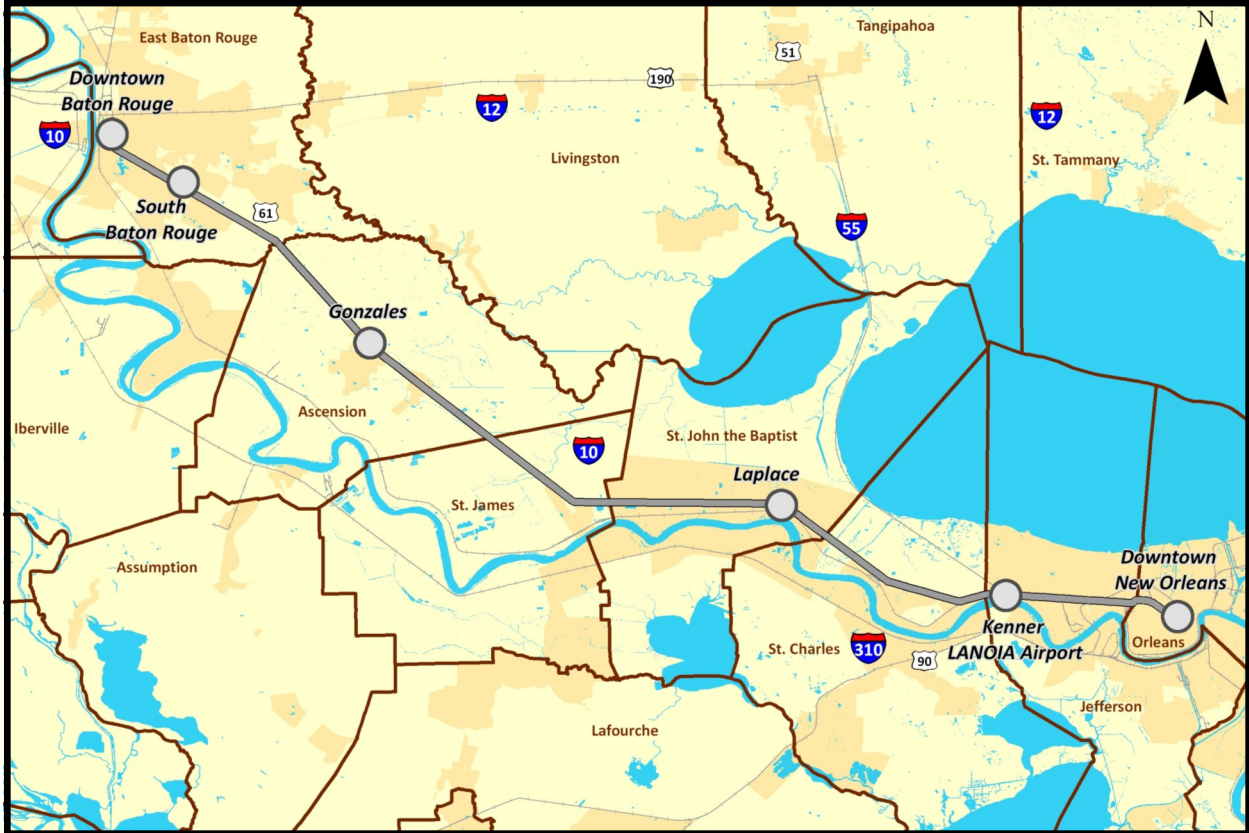 East Baton Rouge
Tangipahoa
N
51
Downtown
Baton Rouge
190
12
12
10
Livingston
St. Tammany
South
Baton Rouge
61
55
Gonzales
Ascension
Iberville
St. John the Baptist
10
Laplace
St. James
Assumption
Downtown
New Orleans
Kenner
LANOIA Airport
St. Charles
310
90
Orleans
Jefferson
Lafourche